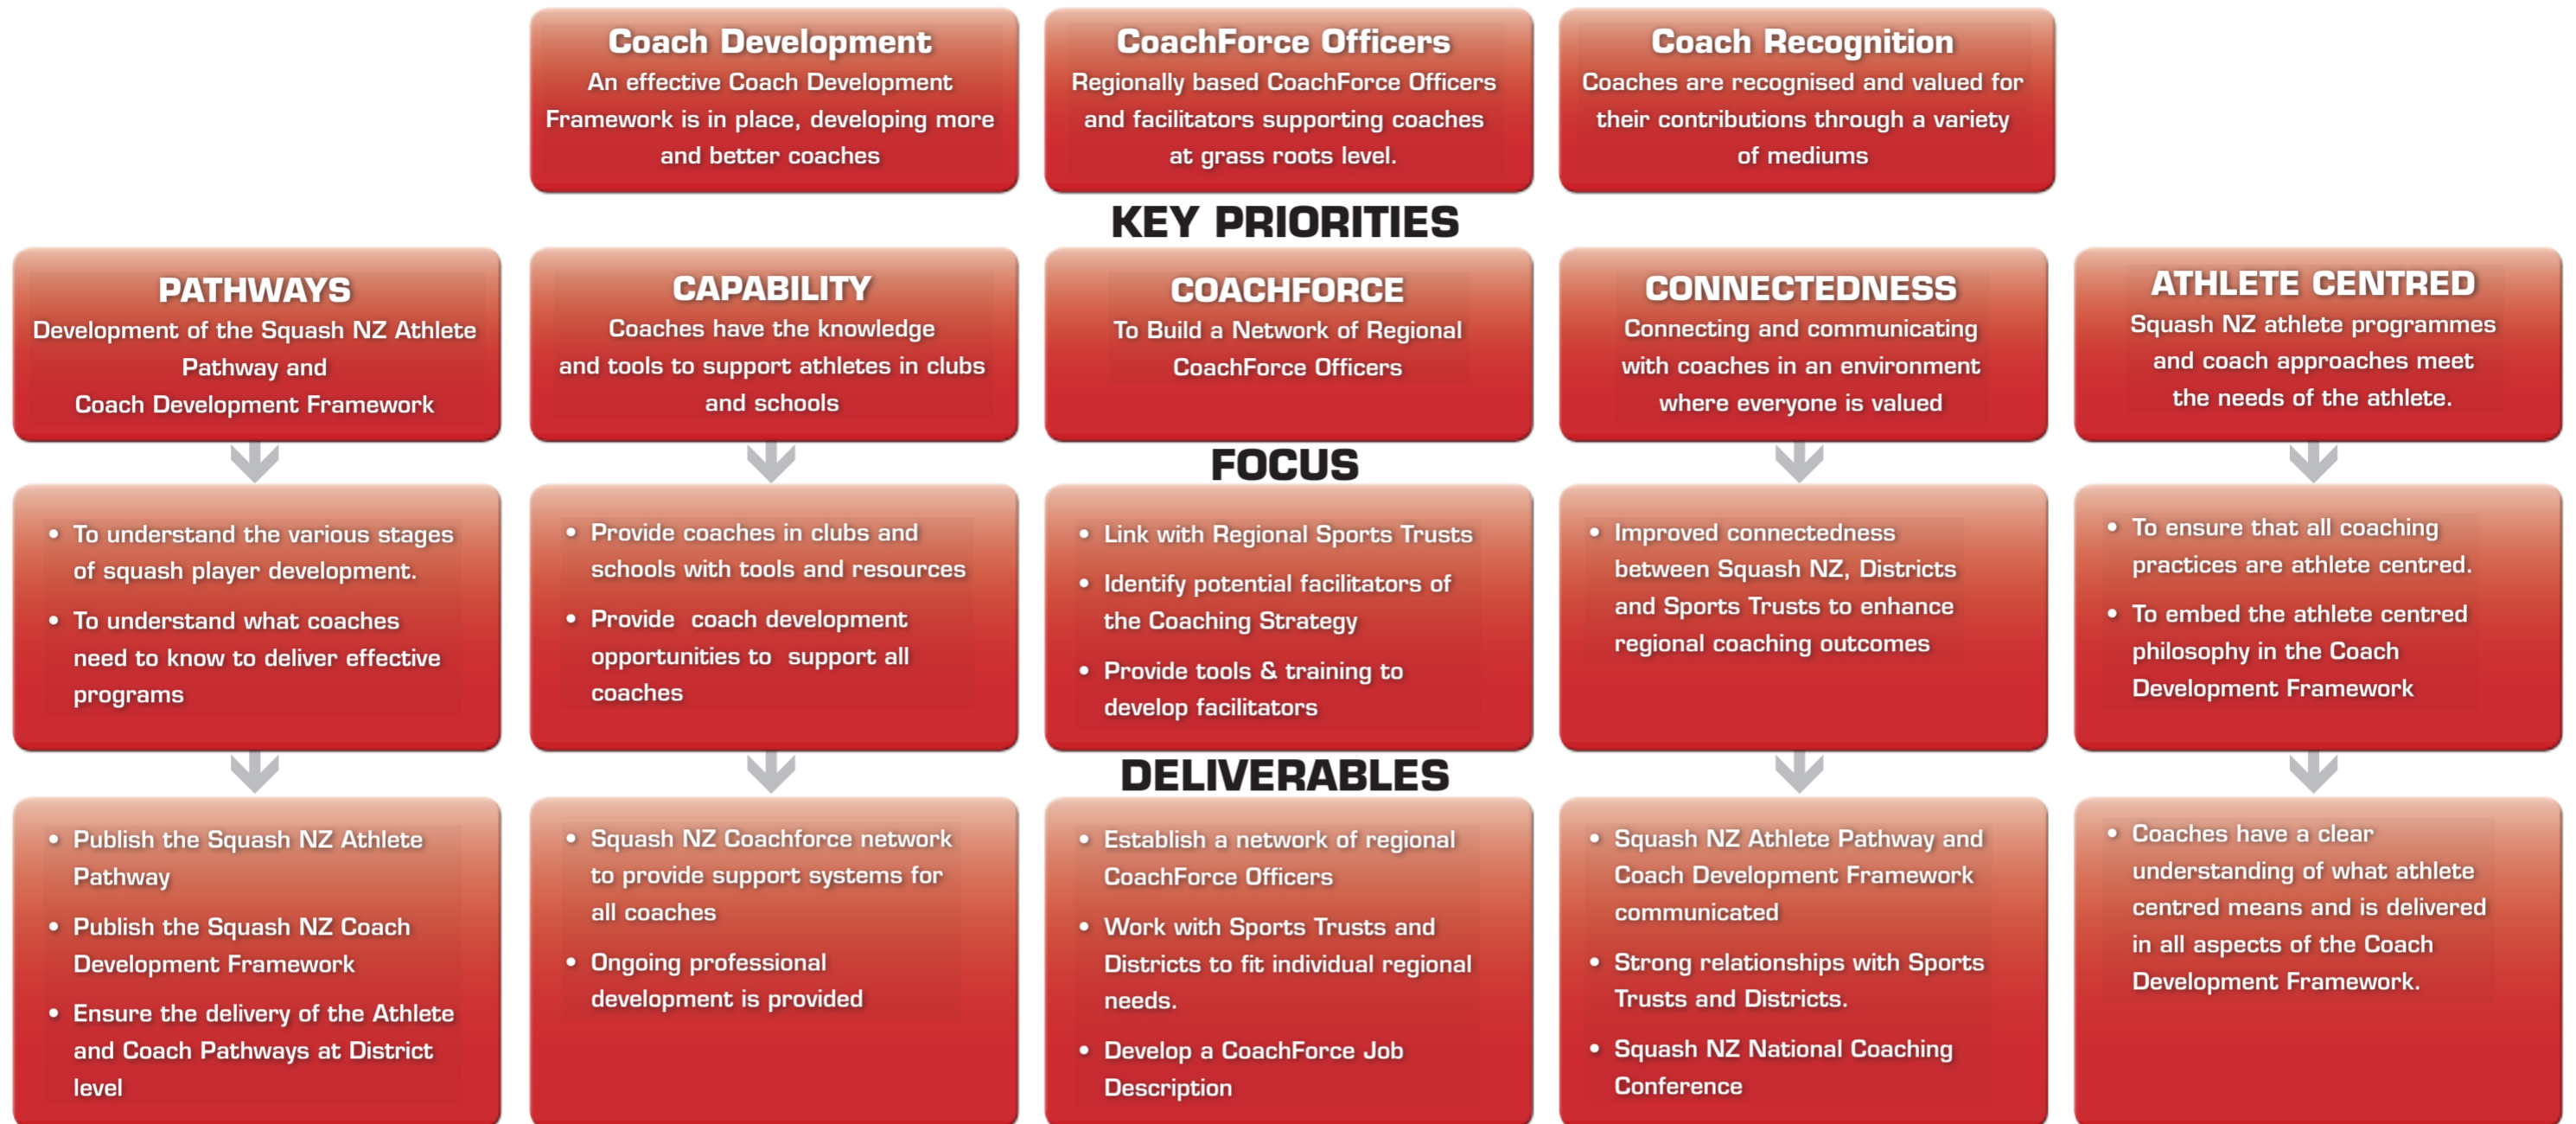 Coach Development
An effective Coach Development
Framework is in place, developing more
and better coaches
CoachForce Officers
Regionally based CoachForce Officers
and facilitators supporting coaches
at grass roots level.
Coach Recognition
Coaches are recognised and valued for
their contributions through a variety
of mediums
KEY PRIORITIES
PATHWAYS
Development of the Squash NZ Athlete
Pathway and
Coach Development Framework
CAPABILITY
Coaches have the knowledge
and tools to support athletes in clubs
and schools
COACHFORCE
To Build a Network of Regional
CoachForce Officers
CONNECTEDNESS
Connecting and communicating
with coaches in an environment
where everyone is valued
ATHLETE CENTRED
Squash NZ athlete programmes
and coach approaches meet
the needs of the athlete.
FOCUS
• To understand the various stages
of squash player development.
• To understand what coaches
need to know to deliver effective
programs
• Provide coaches in clubs and
schools with tools and resources
• Provide  coach development
opportunities to  support all
coaches
• Link with Regional Sports Trusts
• Identify potential facilitators of
the Coaching Strategy
• Provide tools & training to
develop facilitators
• Improved connectedness
between Squash NZ, Districts
and Sports Trusts to enhance
regional coaching outcomes
• To ensure that all coaching
practices are athlete centred.
• To embed the athlete centred
philosophy in the Coach
Development Framework
DELIVERABLES
• Publish the Squash NZ Athlete
Pathway
• Publish the Squash NZ Coach
Development Framework
• Ensure the delivery of the Athlete
and Coach Pathways at District
level
• Squash NZ Coachforce network
to provide support systems for
all coaches
• Ongoing professional
development is provided
• Establish a network of regional
CoachForce Officers
• Work with Sports Trusts and
Districts to fit individual regional
needs.
• Develop a CoachForce Job
Description
• Squash NZ Athlete Pathway and
Coach Development Framework
communicated
• Strong relationships with Sports
Trusts and Districts.
• Squash NZ National Coaching
Conference
• Coaches have a clear
understanding of what athlete
centred means and is delivered
in all aspects of the Coach
Development Framework.